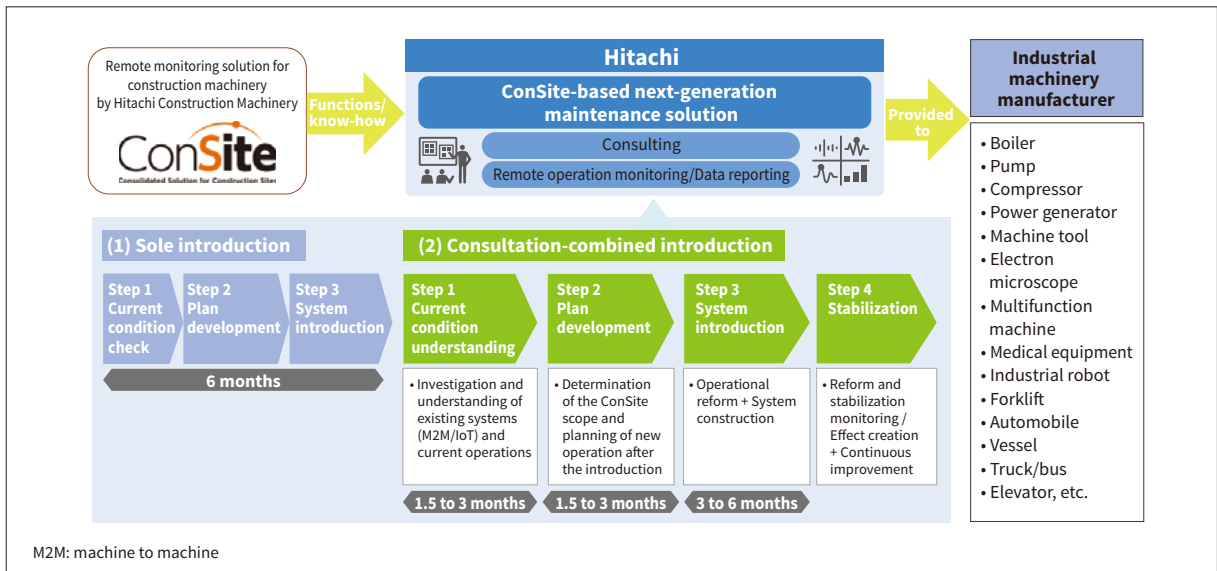 Remote monitoring solution for
construction machinery
by Hitachi Construction Machinery
ConSite
Consolidated Solution for Construction Sites
Functions/
know-how
Hitachi
ConSite-based next-generation
maintenance solution
Consulting
Remote operation monitoring/Data reporting
Provided
to
Industrial
machinery
manufacturer
• Boiler
• Pump
• Compressor
• Power generator
• Machine tool
• Electron
microscope
• Multifunction
machine
• Medical equipment
• Industrial robot
• Forklift
• Automobile
• Vessel
• Truck/bus
• Elevator, etc.
(1) Sole introduction
Step 1
Current
condition
check
Step 2
Plan
development
Step 3
System
introduction
6 months
(2) Consultation-combined introduction
Step 1
Current
condition
understanding
Step 2
Plan
development
Step 3
System
introduction
Step 4
Stabilization
• Investigation and
understanding of
existing systems
(M2M/IoT) and
current operations
• Determination
of the ConSite
scope and
planning of new
operation after
the introduction
• Operational
reform + System
construction
• Reform and
stabilization
monitoring /
Effect creation
+ Continuous
improvement
1.5 to 3 months
1.5 to 3 months
3 to 6 months
M2M: machine to machine